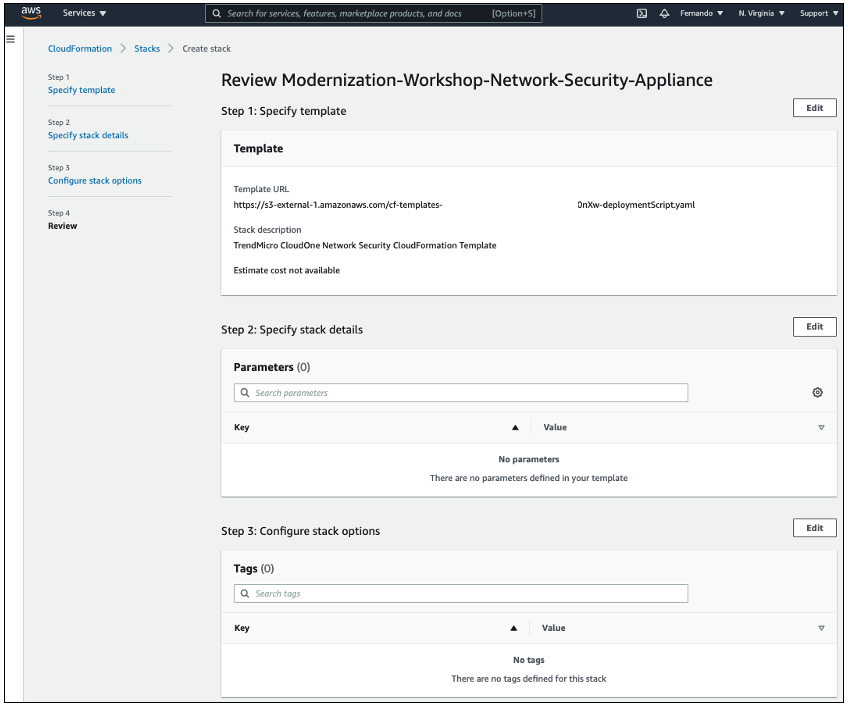 aws
Services ▼
Search for services, features, marketplace products, and docs [Option+S]
Fernando ▼
N. Virginia ▼
Support ▼
CloudFormation > Stacks > Create stack
Step 1
Specify template
Step 2
Specify stack details
Step 3
Configure stack options
Step 4
Review
Review Modernization-Workshop-Network-Security-Appliance
Step 1: Specify template
Edit
Template
Template URL
https://s3-external-1.amazonaws.com/cf-templates- 0nXw-deploymentScript.yaml
Stack description
TrendMicro CloudOne Network Security CloudFormation Template
Estimate cost not available
Step 2: Specify stack details
Edit
Parameters (0)
Search parameters
Key ▲ Value ▽
No parameters
There are no parameters defined in your template
Step 3: Configure stack options
Edit
Tags (0)
Search tags
Key ▲ Value ▽
No tags
There are no tags defined for this stack